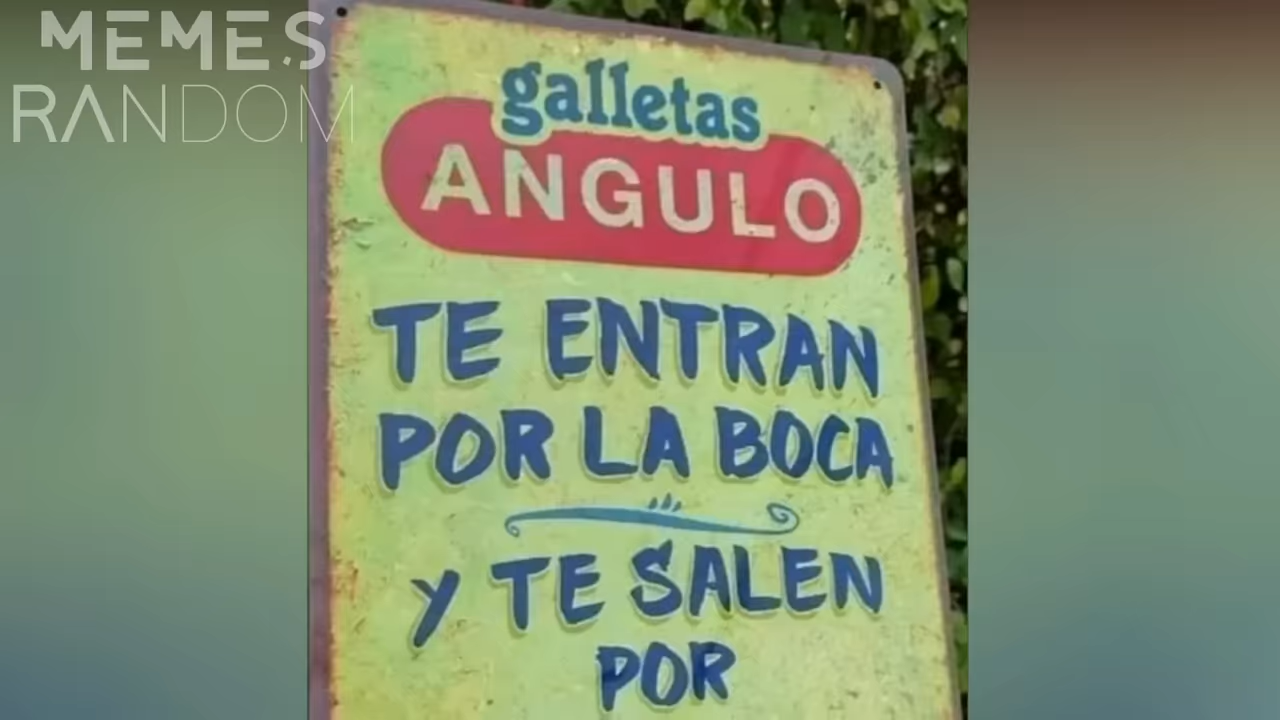 MEMES
RANDOM
galletas
ANGULO
TE ENTRAN
POR LA BOCA
Y TE SALEN
POR